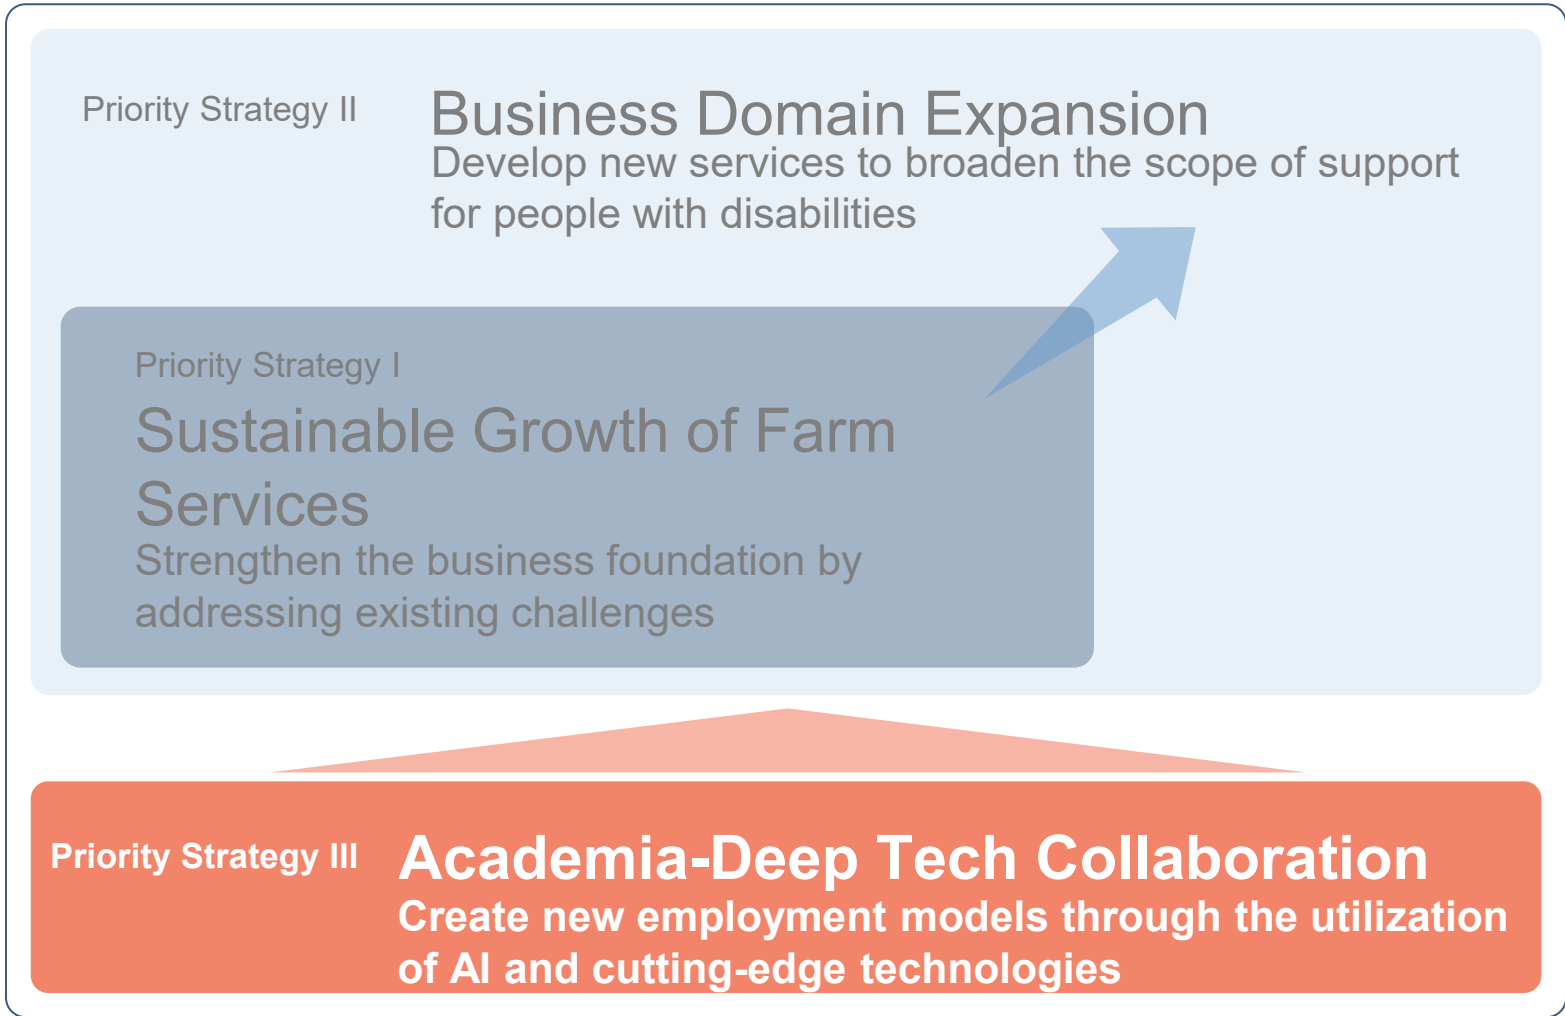 Priority Strategy II
Business Domain Expansion
Develop new services to broaden the scope of support
for people with disabilities
Priority Strategy I
Sustainable Growth of Farm
Services
Strengthen the business foundation by
addressing existing challenges
Priority Strategy III
Academia-Deep Tech Collaboration
Create new employment models through the utilization
of AI and cutting-edge technologies